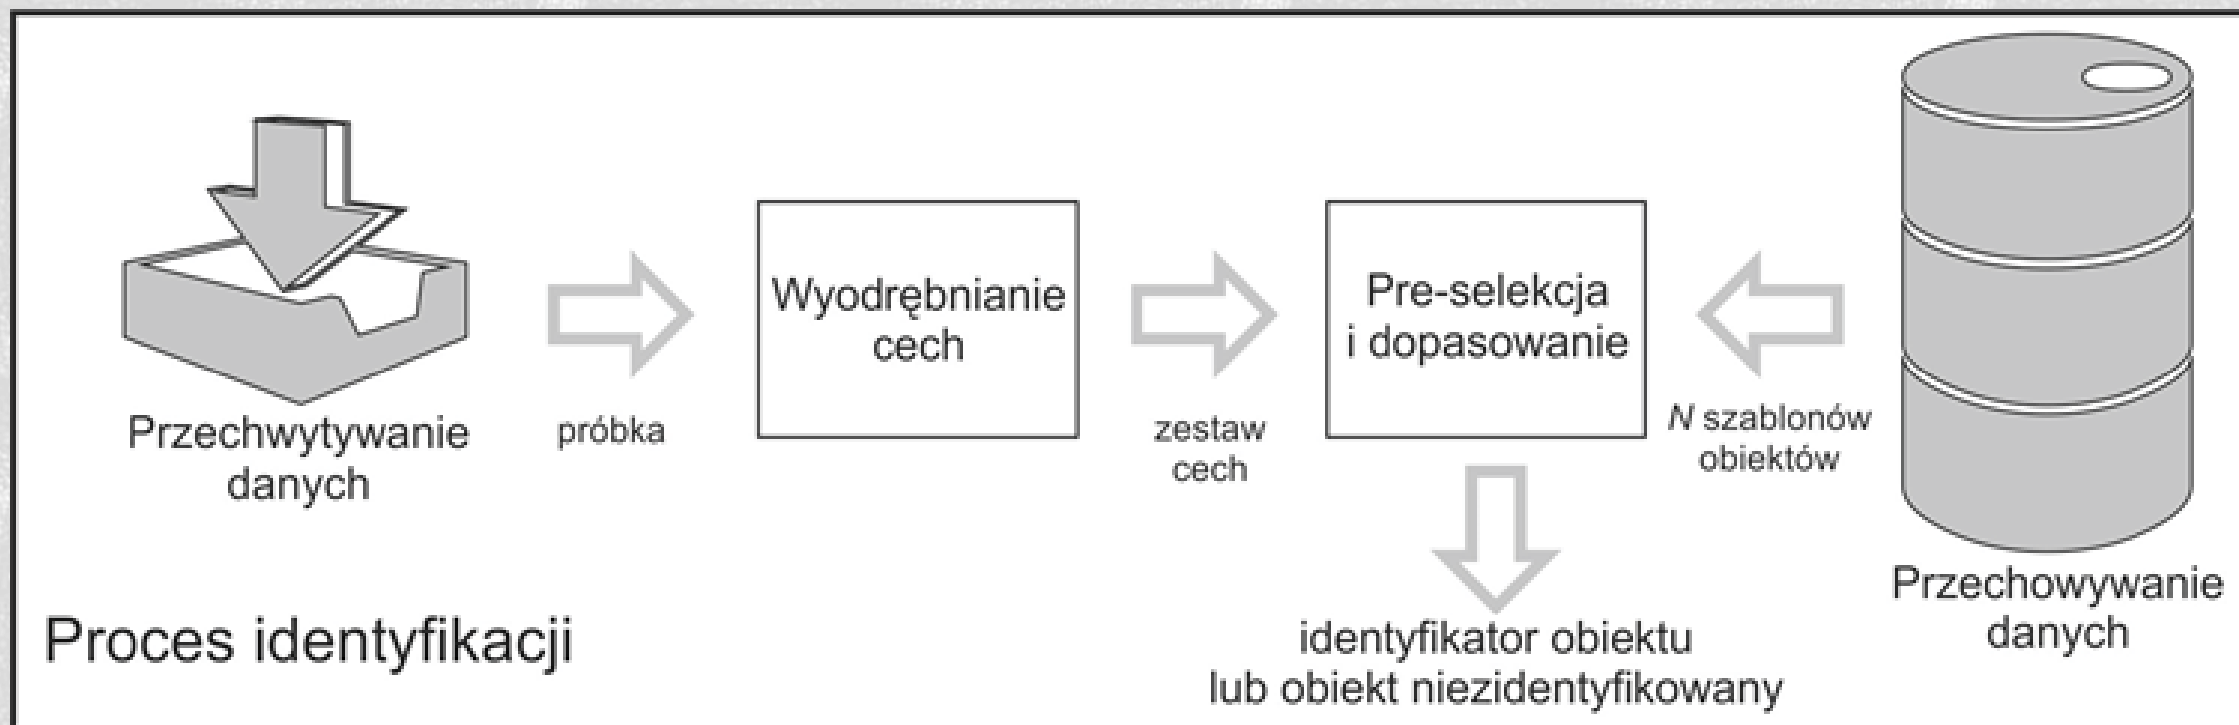 Przechwytywanie
danych
próbka
Wyodrębnianie
cech
zestaw
cech
Pre-selekcja
i dopasowanie
N szablonów
obiektów
Przechowywanie
danych
identyfikator obiektu
lub obiekt niezidentyfikowany
Proces identyfikacji